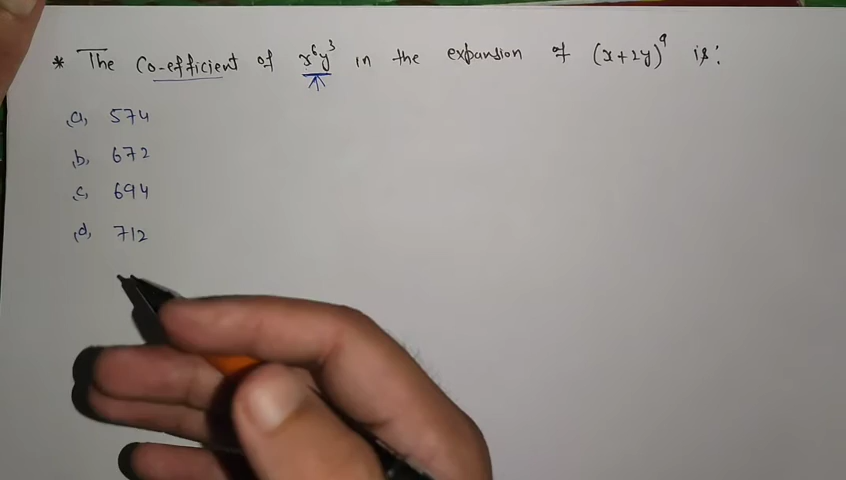 * The Co-efficient of x⁶y³ in the expansion of (x+2y)⁹ is:
(a) 574
(b) 672
(c) 694
(d) 712